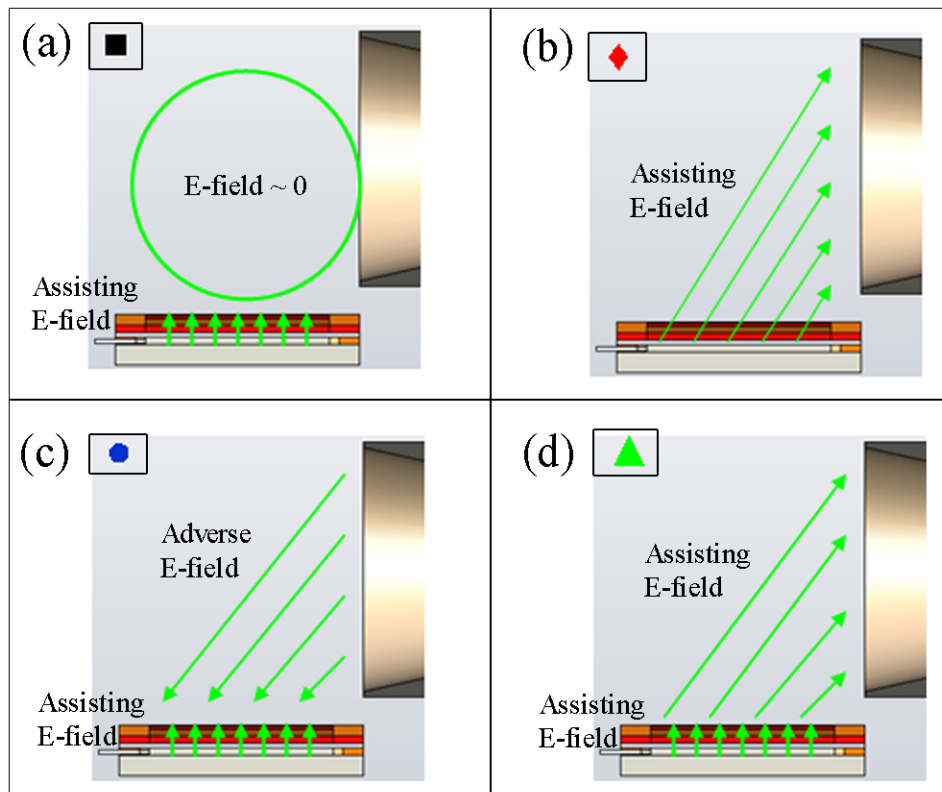 (a)
E-field ~ 0
Assisting
E-field
(b)
Assisting
E-field
(c)
Adverse
E-field
Assisting
E-field
(d)
Assisting
E-field
Assisting
E-field